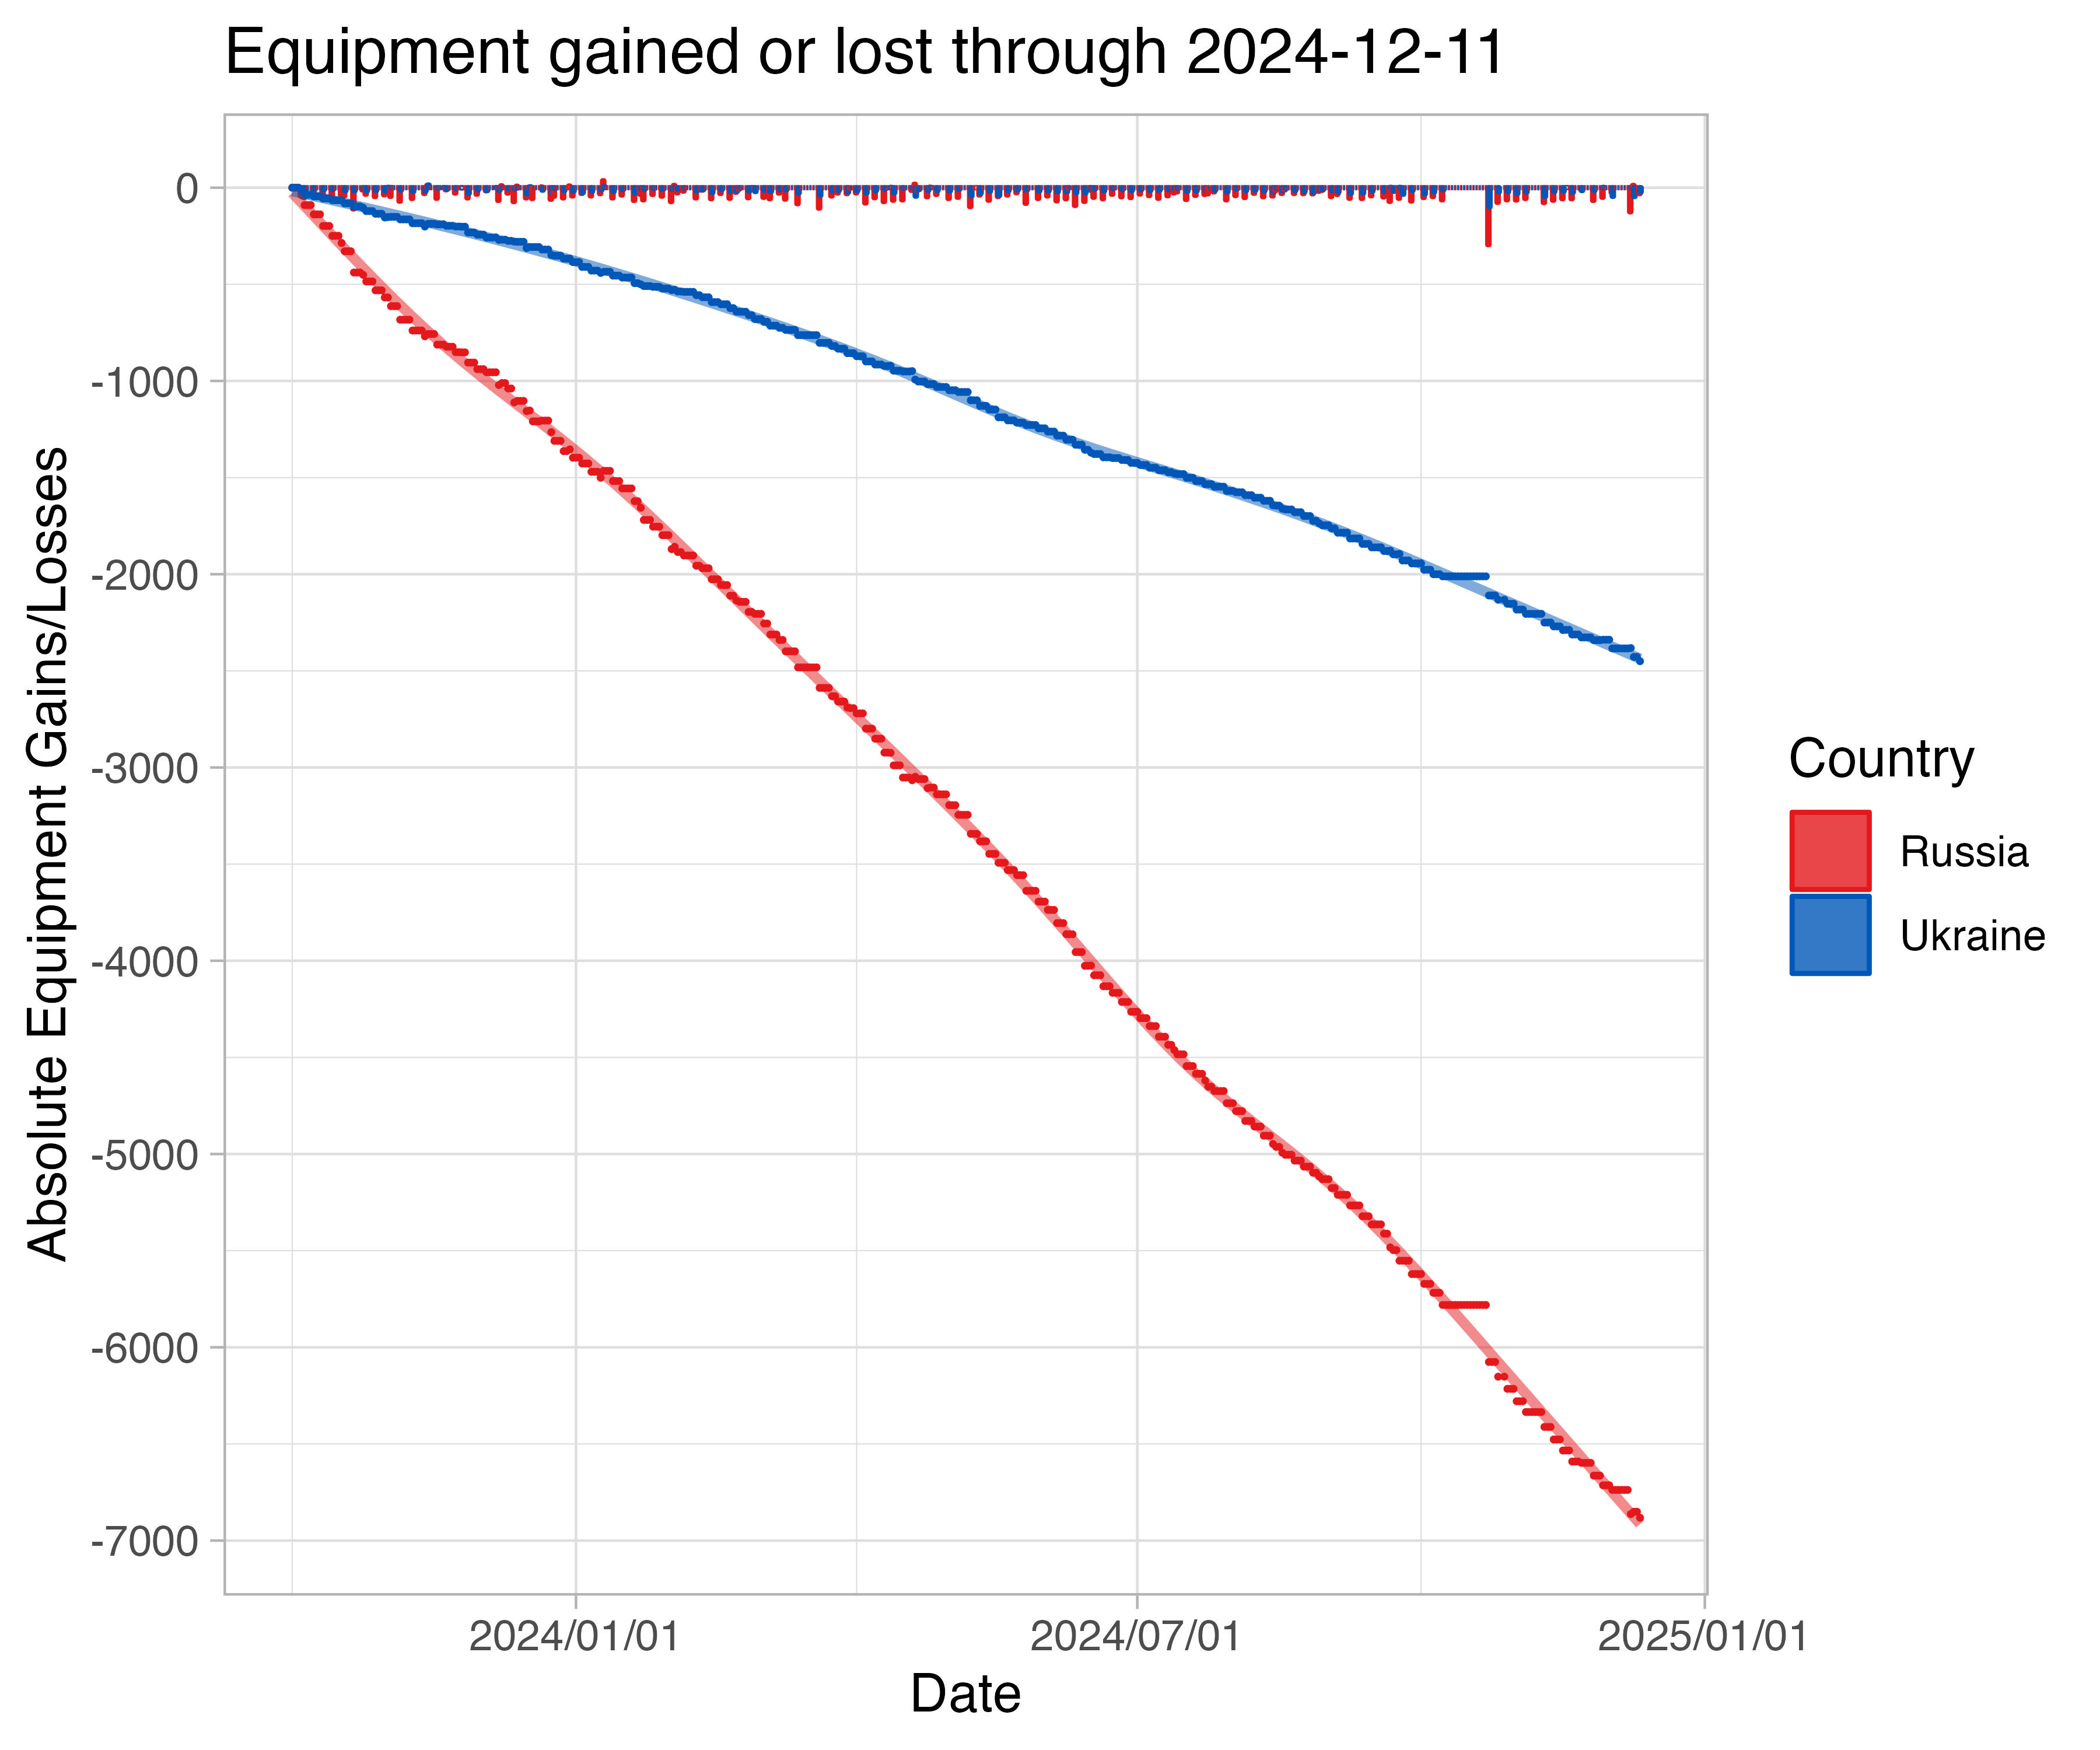 Equipment gained or lost through 2024-12-11
Absolute Equipment Gains/Losses
0
-1000
-2000
-3000
-4000
-5000
-6000
-7000
2024/01/01
2024/07/01
2025/01/01
Date
Country
Russia
Ukraine